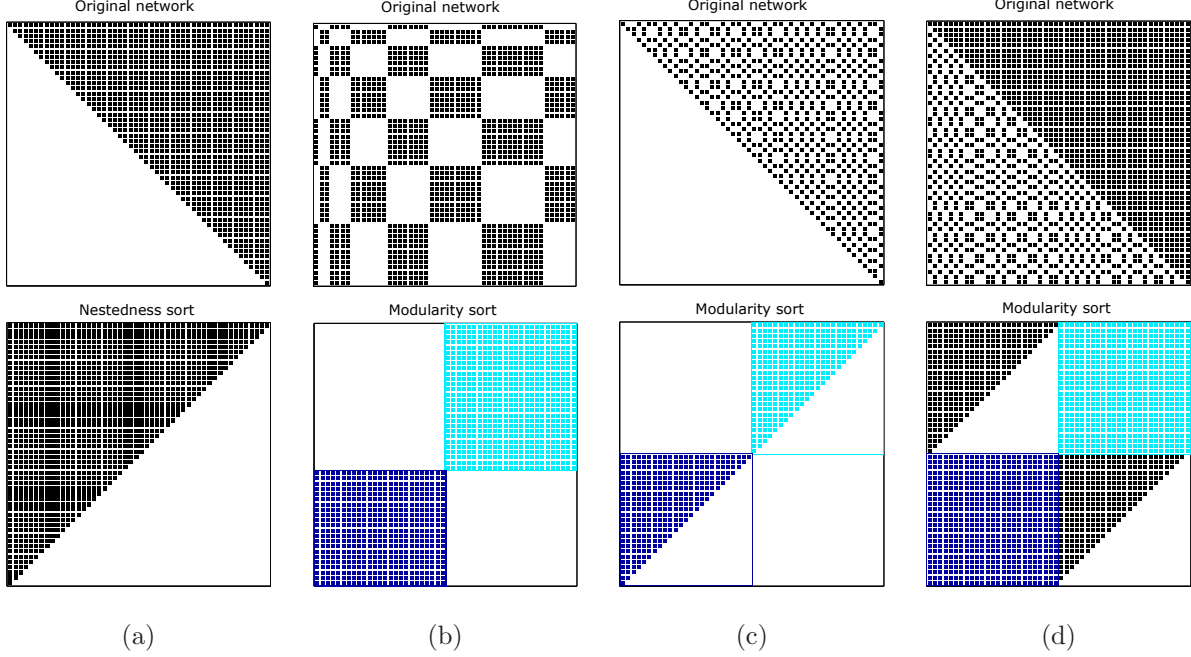 Original network
Original network
Original network
Original network
Nestedness sort
Modularity sort
Modularity sort
Modularity sort
(a)
(b)
(c)
(d)